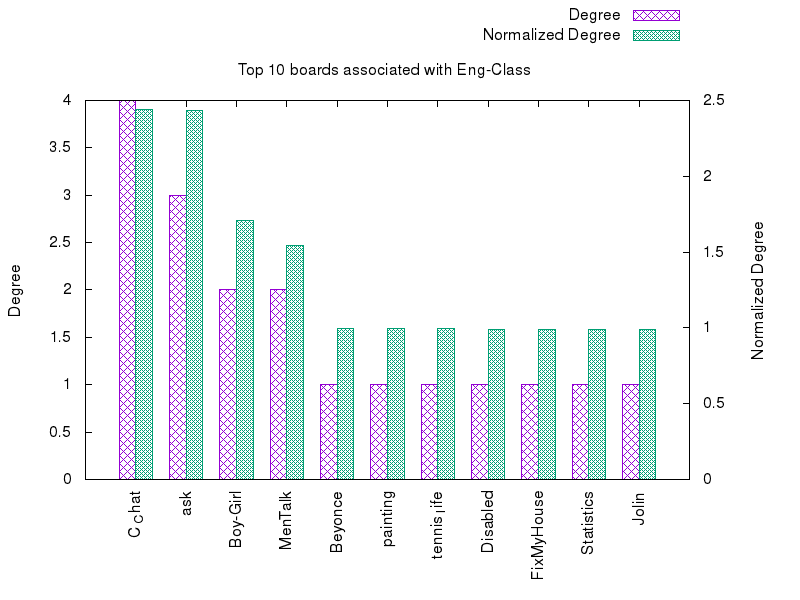 Degree
Normalized Degree
Top 10 boards associated with Eng-Class
4
3.5
3
2.5
2
1.5
1
0.5
0
2.5
2
1.5
1
0.5
0
Degree
Normalized Degree
C_Chat
ask
Boy-Girl
MenTalk
Beyonce
painting
tennis_life
Disabled
FixMyHouse
Statistics
Jolin